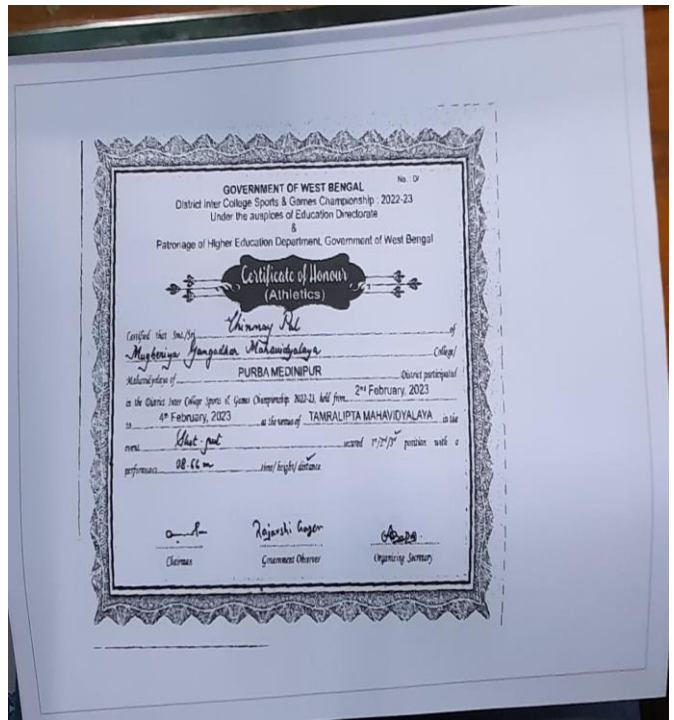 No. D/
GOVERNMENT OF WEST BENGAL
District Inter College Sports & Games Championship : 2022-23
Under the auspices of Education Directorate
&
Patronage of Higher Education Department, Government of West Bengal
Certificate of Honour
(Athletics)
Certified that Smt./Sri Chinmay Pal of
Mugberiya Gangadhar Mahavidyalaya College/
Mahavidyalaya of PURBA MEDINIPUR District participated
in the District Inter College Sports & Games Championship 2022-23, held from 2nd February, 2023
to 4th February, 2023 at the venue of TAMRALIPTA MAHAVIDYALAYA in the
event Shot-put secured 1st/2nd/3rd position with a
performance 08.66 m time/height/distance
Rajarshi
Chairman Government Observer Organizing Secretary